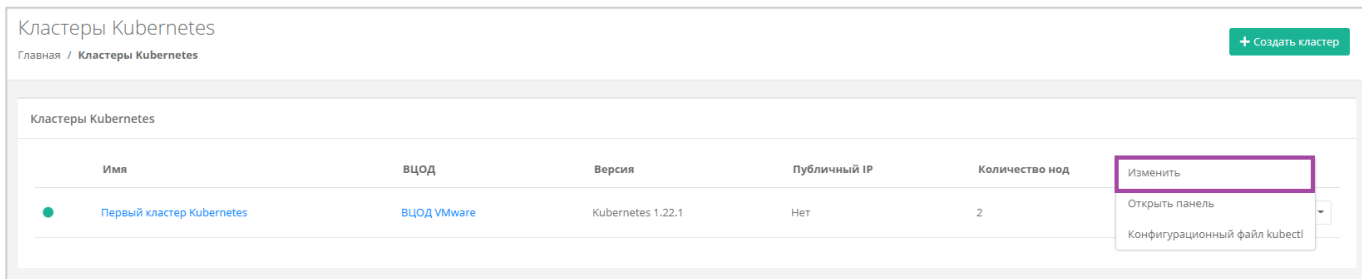 Кластеры Kubernetes
Главная / Кластеры Kubernetes
+ Создать кластер
Кластеры Kubernetes
Имя ВЦОД Версия Публичный IP Количество нод
Изменить
Первый кластер Kubernetes ВЦОД VMware Kubernetes 1.22.1 Нет 2
Открыть панель
Конфигурационный файл kubectl